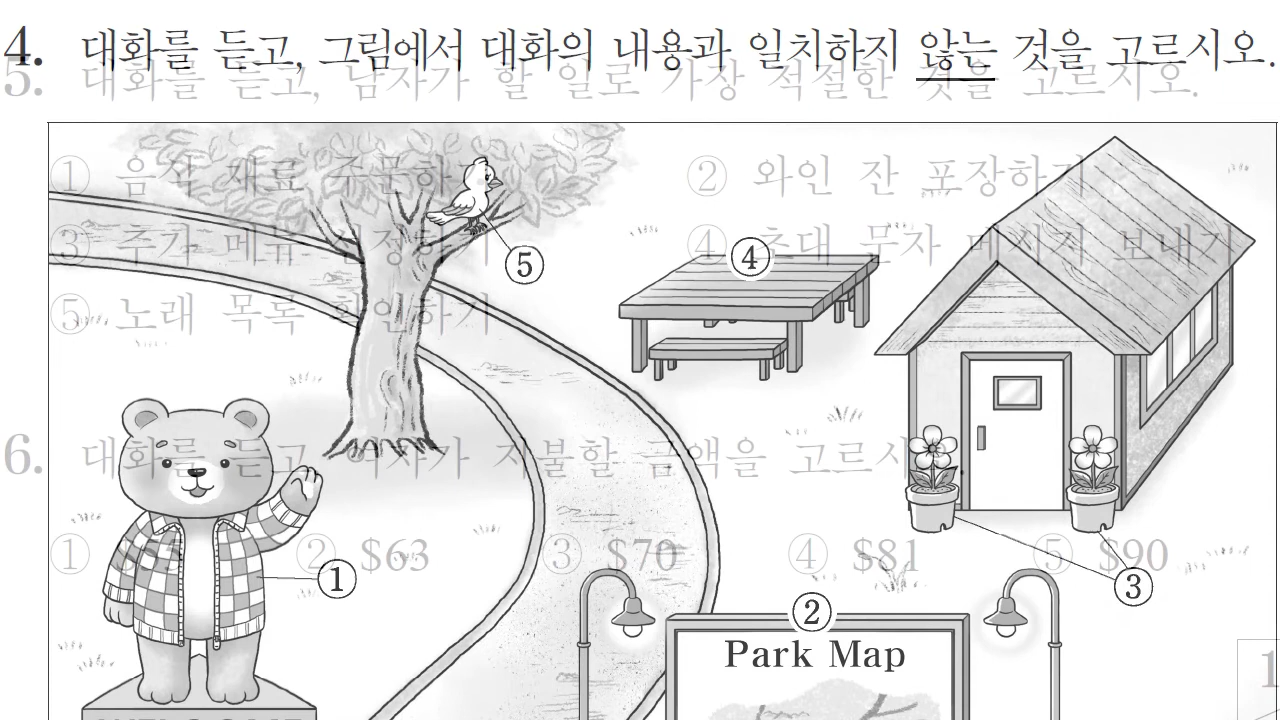 4. 대화를 듣고, 그림에서 대화의 내용과 일치하지 않는 것을 고르시오.
5. 대화를 듣고, 남자가 할 일로 가장 적절한 것을 고르시오.
① 음식 재료 주문하기 ② 와인 잔 포장하기
③ 추가 메뉴 선정하기 ④ 초대 문자 메시지 보내기
⑤
④
⑤ 노래 목록 확인하기
6. 대화를 듣고, 여자가 지불할 금액을 고르시오.
① ② $63 ③ $70 ④ $81 ⑤ $90
①
③
②
Park Map
1
WELCOME